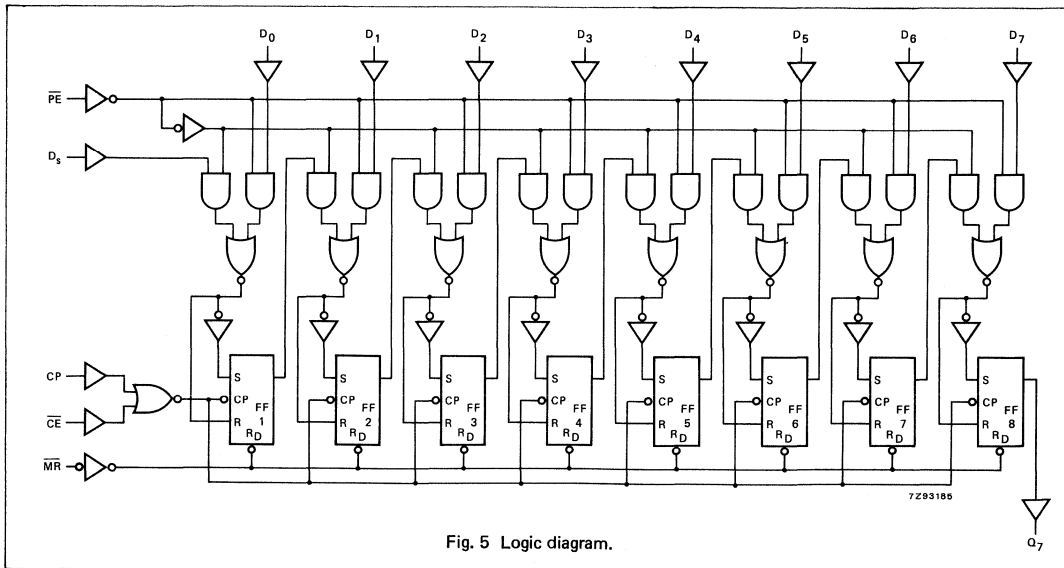 D0 D1 D2 D3 D4 D5 D6 D7
PE
Ds
CP
CE
MR
S CP R RD FF 1
S CP R RD FF 2
S CP R RD FF 3
S CP R RD FF 4
S CP R RD FF 5
S CP R RD FF 6
S CP R RD FF 7
S CP R RD FF 8
7Z93185
Q7
Fig. 5 Logic diagram.